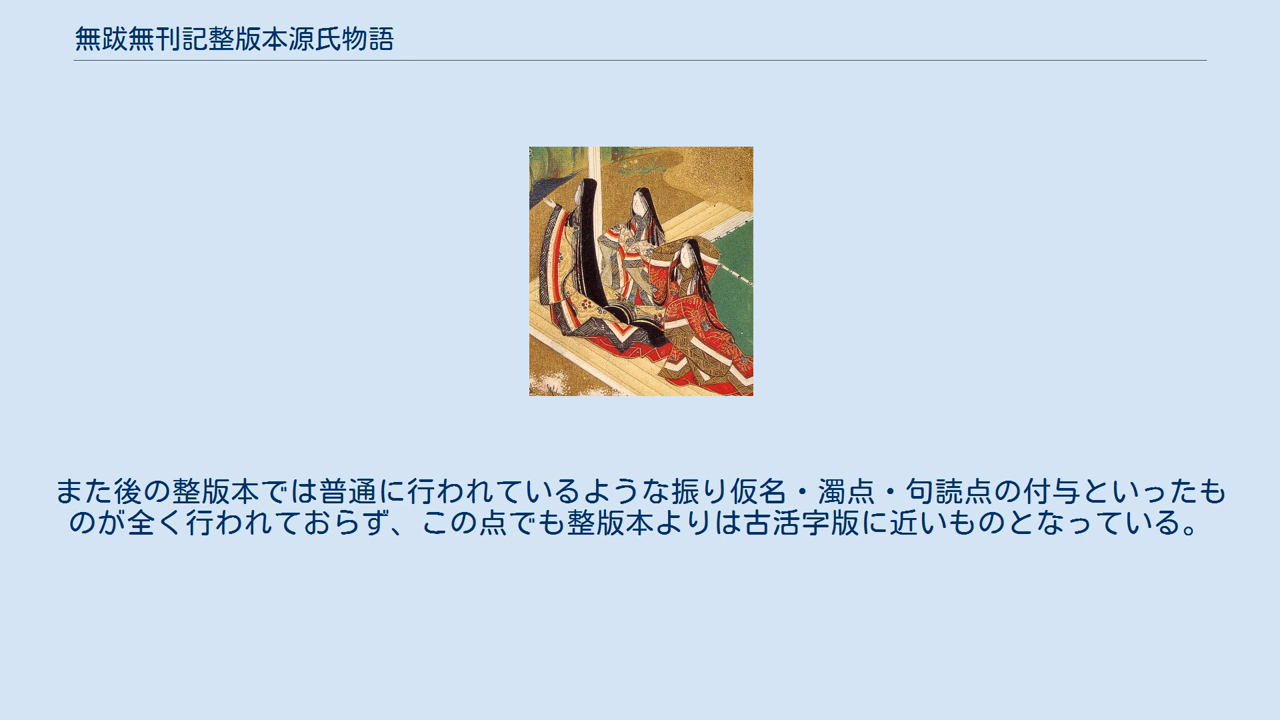 無跋無刊記整版本源氏物語
また後の整版本では普通に行われているような振り仮名・濁点・句読点の付与といったも
のが全く行われておらず、この点でも整版本よりは古活字版に近いものとなっている。